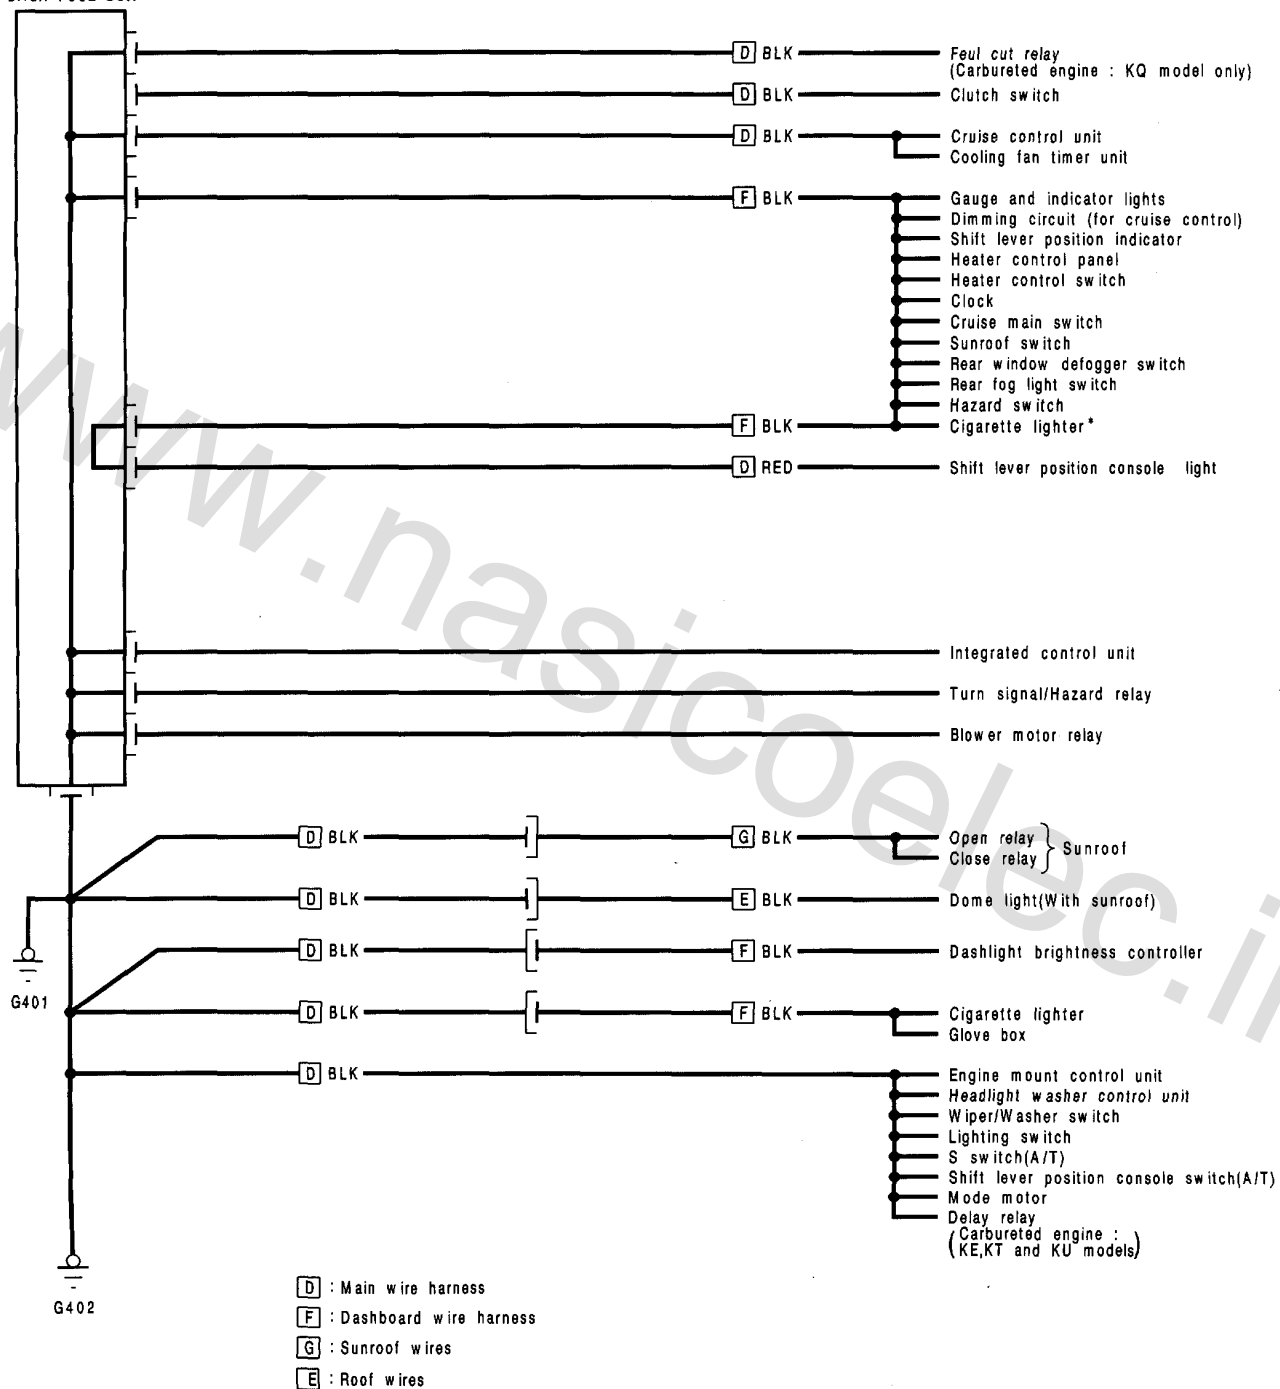 D BLK Feul cut relay
(Carbureted engine : KQ model only)
D BLK Clutch switch
D BLK Cruise control unit
Cooling fan timer unit
F BLK Gauge and indicator lights
Dimming circuit (for cruise control)
Shift lever position indicator
Heater control panel
Heater control switch
Clock
Cruise main switch
Sunroof switch
Rear window defogger switch
Rear fog light switch
Hazard switch
F BLK Cigarette lighter*
D RED Shift lever position console light
Integrated control unit
Turn signal/Hazard relay
Blower motor relay
D BLK G BLK Open relay
Close relay } Sunroof
D BLK E BLK Dome light(With sunroof)
D BLK F BLK Dashlight brightness controller
G401
D BLK F BLK Cigarette lighter
Glove box
D BLK Engine mount control unit
Headlight washer control unit
Wiper/Washer switch
Lighting switch
S switch(A/T)
Shift lever position console switch(A/T)
Mode motor
Delay relay
(Carbureted engine :
KE,KT and KU models)
G402
D : Main wire harness
F : Dashboard wire harness
G : Sunroof wires
E : Roof wires
www.nasicoelec.ir